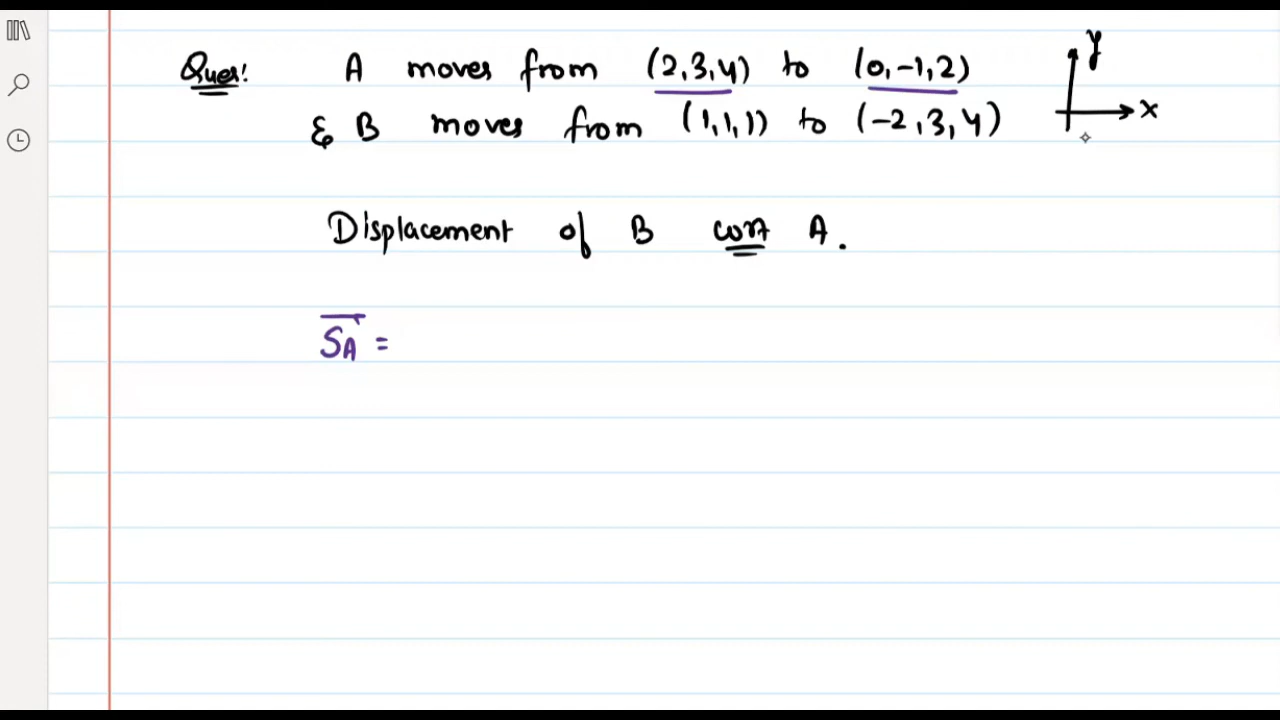 Ques:
A moves from (2,3,4) to (0,-1,2)
& B moves from (1,1,1) to (-2,3,4)
y
x
Displacement of B wrt A.
S_A =